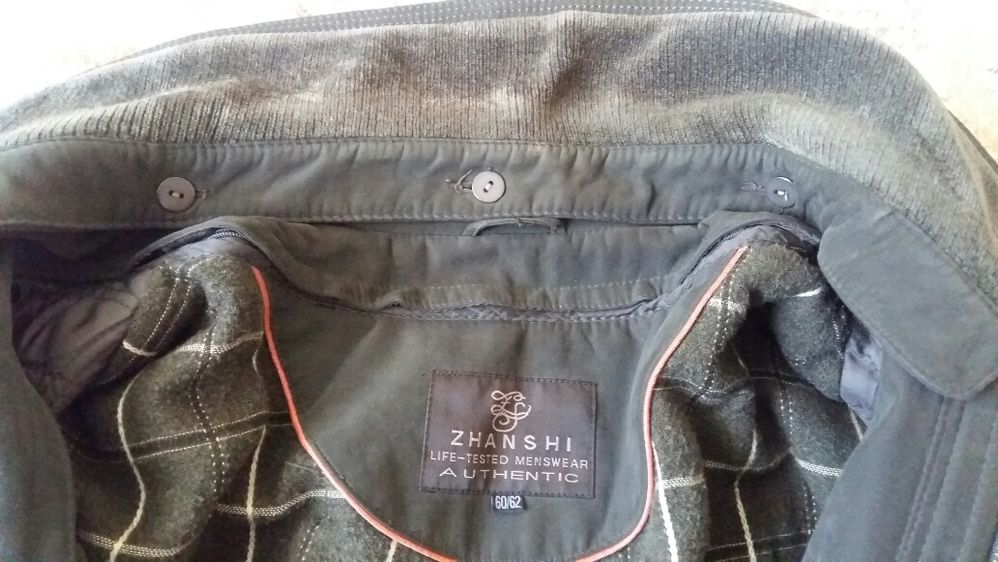 ZHANSHI
LIFE-TESTED MENSWEAR
AUTHENTIC
60/62